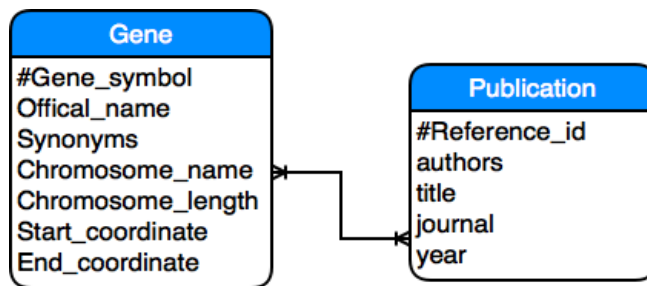 Gene
#Gene_symbol
Offical_name
Synonyms
Chromosome_name
Chromosome_length
Start_coordinate
End_coordinate
Publication
#Reference_id
authors
title
journal
year